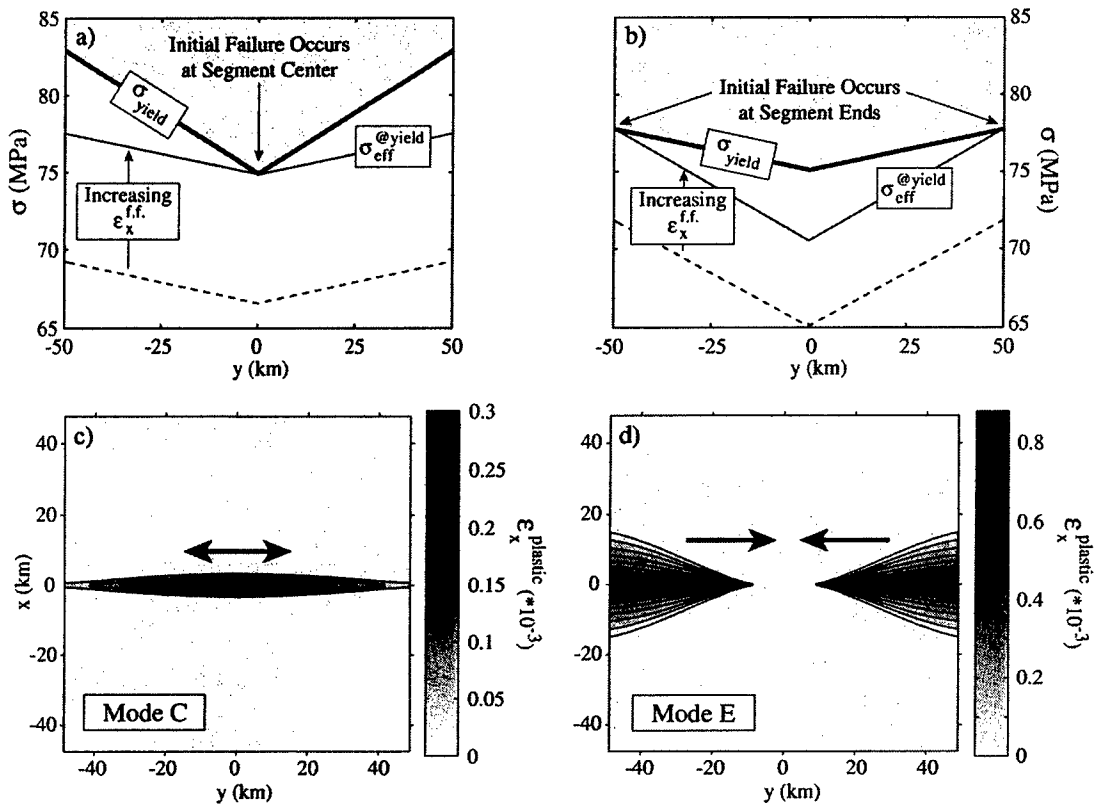 a)
85
80
75
70
65
σ (MPa)
Initial Failure Occurs
at Segment Center
σ yield
σ eff @yield
Increasing
ε x f.f.
-50 -25 0 25 50
y (km)
b)
85
80
75
70
65
σ (MPa)
Initial Failure Occurs
at Segment Ends
σ yield
σ eff @yield
Increasing
ε x f.f.
-50 -25 0 25 50
y (km)
c)
40
20
0
-20
-40
x (km)
Mode C
-40 -20 0 20 40
y (km)
0.3
0.25
0.2
0.15
0.1
0.05
0
ε x plastic (*10-3)
d)
40
20
0
-20
-40
Mode E
-40 -20 0 20 40
y (km)
0.8
0.6
0.4
0.2
0
ε x plastic (*10-3)